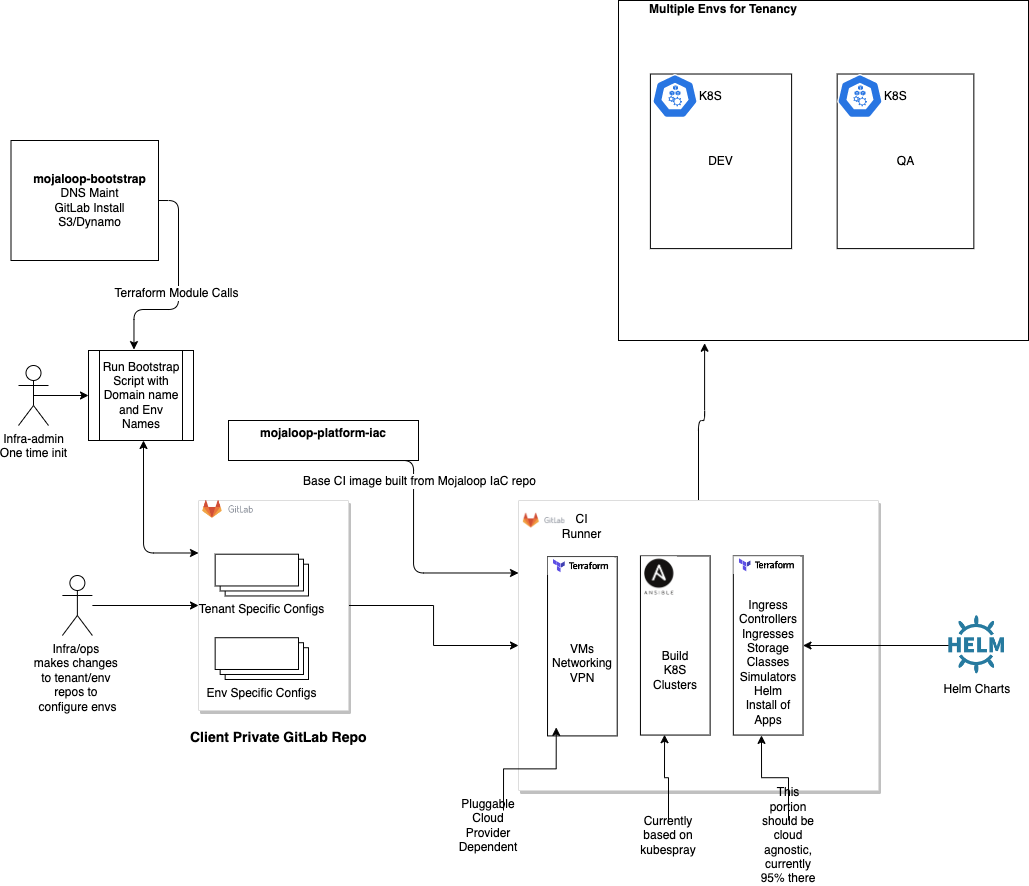 Multiple Envs for Tenancy
K8S
DEV
K8S
QA
mojaloop-bootstrap
DNS Maint
GitLab Install
S3/Dynamo
Terraform Module Calls
Run Bootstrap
Script with
Domain name
and Env
Names
Infra-admin
One time init
mojaloop-platform-iac
Base CI image built from Mojaloop IaC repo
GitLab
Tenant Specific Configs
Env Specific Configs
Client Private GitLab Repo
Infra/ops
makes changes
to tenant/env
repos to
configure envs
GitLab
CI
Runner
Terraform
VMs
Networking
VPN
ANSIBLE
Build
K8S
Clusters
Terraform
Ingress
Controllers
Ingresses
Storage
Classes
Simulators
Helm
Install of
Apps
HELM
Helm Charts
Pluggable
Cloud
Provider
Dependent
Currently
based on
kubespray
This
portion
should be
cloud
agnostic,
currently
95% there